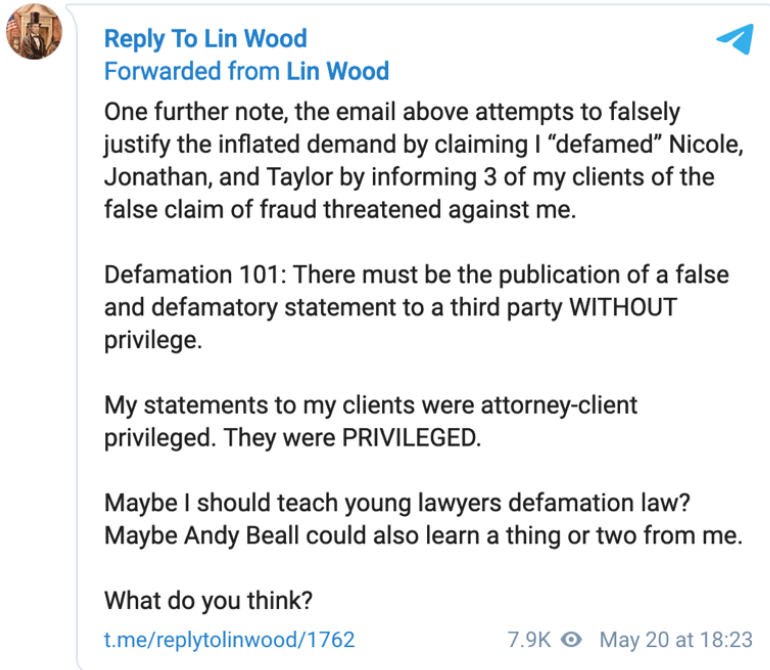 Reply To Lin Wood
Forwarded from Lin Wood
One further note, the email above attempts to falsely
justify the inflated demand by claiming I “defamed” Nicole,
Jonathan, and Taylor by informing 3 of my clients of the
false claim of fraud threatened against me.
Defamation 101: There must be the publication of a false
and defamatory statement to a third party WITHOUT
privilege.
My statements to my clients were attorney-client
privileged. They were PRIVILEGED.
Maybe I should teach young lawyers defamation law?
Maybe Andy Beall could also learn a thing or two from me.
What do you think?
t.me/replytolinwood/1762 7.9K May 20 at 18:23